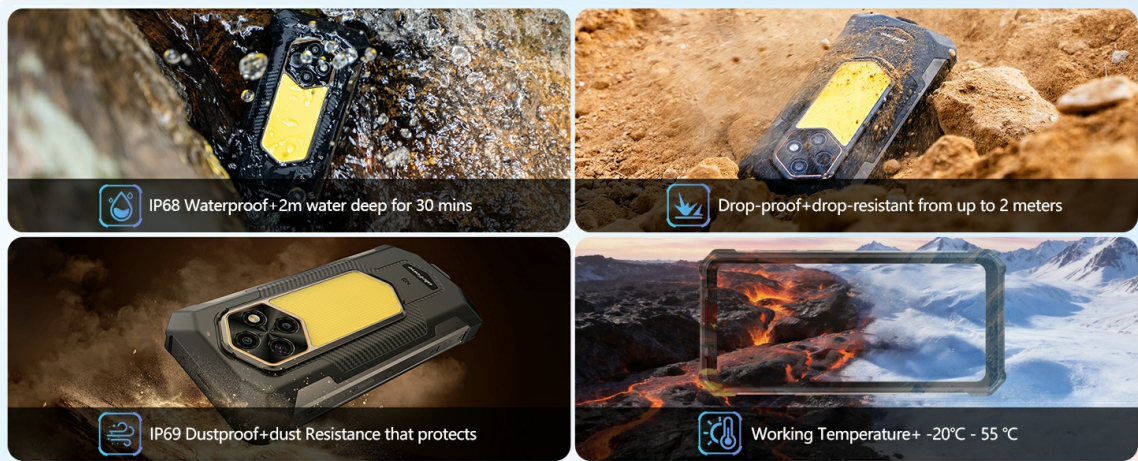 IP68 Waterproof+2m water deep for 30 mins
Drop-proof+drop-resistant from up to 2 meters
IP69 Dustproof+dust Resistance that protects
Working Temperature+ -20℃ - 55 ℃